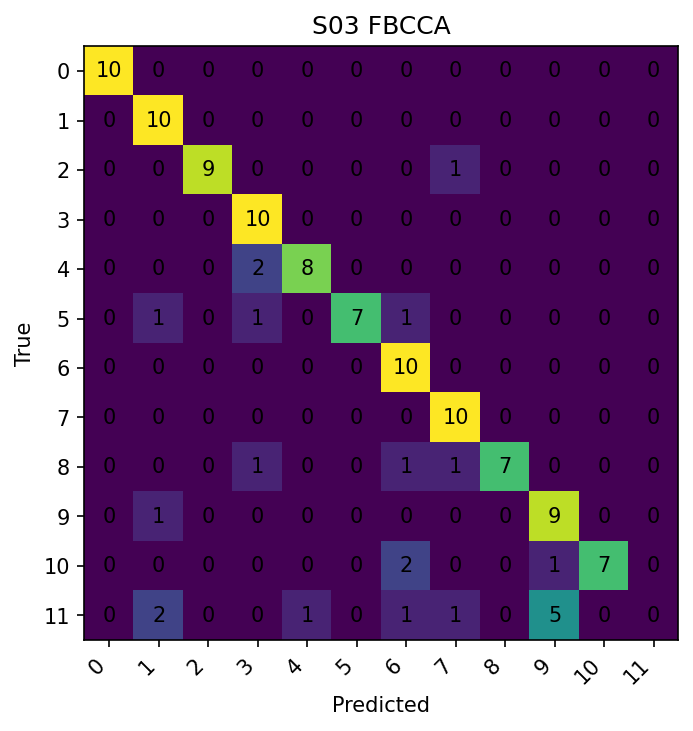 S03 FBCCA
0 10 0 0 0 0 0 0 0 0 0 0 0
1 0 10 0 0 0 0 0 0 0 0 0 0
2 0 0 9 0 0 0 0 1 0 0 0 0
3 0 0 0 10 0 0 0 0 0 0 0 0
4 0 0 0 2 8 0 0 0 0 0 0 0
5 0 1 0 1 0 7 1 0 0 0 0 0
6 0 0 0 0 0 0 10 0 0 0 0 0
7 0 0 0 0 0 0 0 10 0 0 0 0
8 0 0 0 1 0 0 1 1 7 0 0 0
9 0 1 0 0 0 0 0 0 0 9 0 0
10 0 0 0 0 0 0 2 0 0 1 7 0
11 0 2 0 0 1 0 1 1 0 5 0 0
0 1 2 3 4 5 6 7 8 9 10 11
True
Predicted